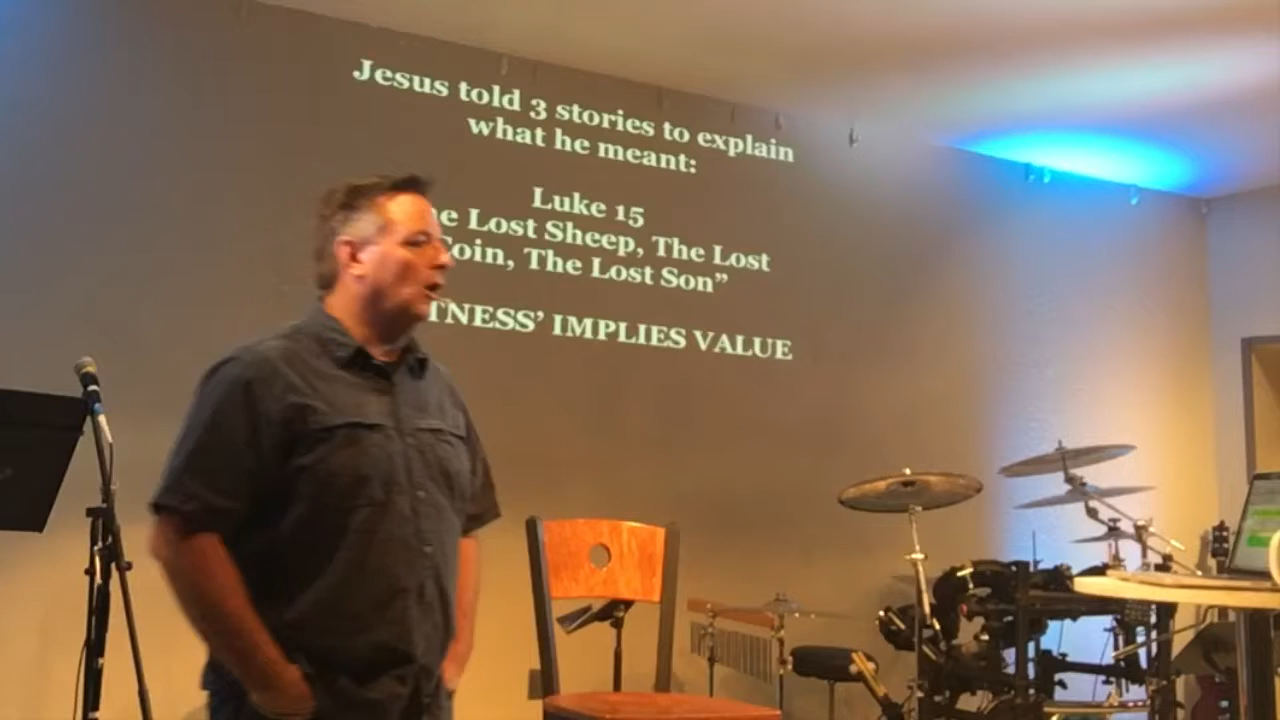 Jesus told 3 stories to explain
what he meant:
Luke 15
Lost Sheep, The Lost
Coin, The Lost Son”
IMPLIES VALUE